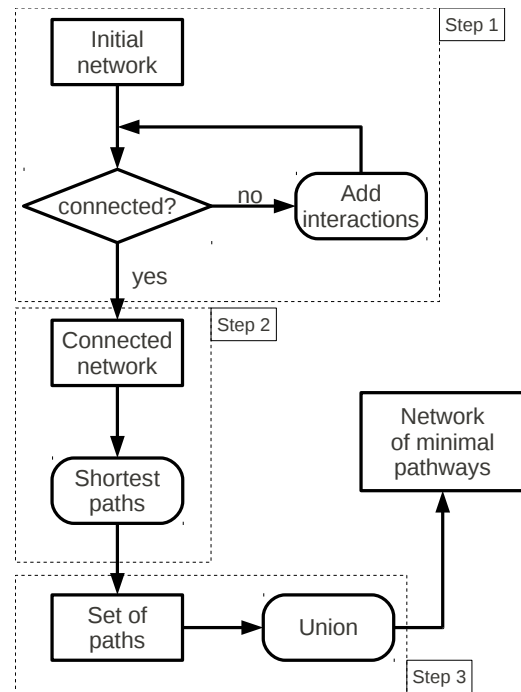 Step 1
Initial
network
connected?
no
Add
interactions
yes
Step 2
Connected
network
Shortest
paths
Network
of minimal
pathways
Set of
paths
Union
Step 3